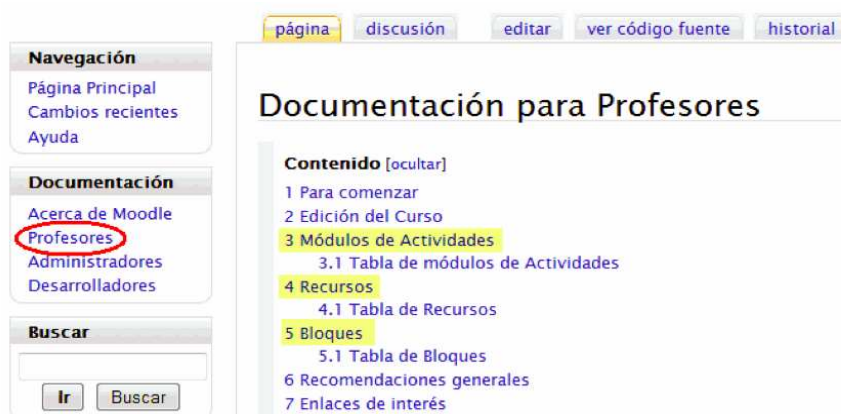 página discusión editar ver código fuente historial
Navegación
Página Principal
Cambios recientes
Ayuda
Documentación
Acerca de Moodle
Profesores
Administradores
Desarrolladores
Buscar
Ir Buscar
Documentación para Profesores
Contenido [ocultar]
1 Para comenzar
2 Edición del Curso
3 Módulos de Actividades
3.1 Tabla de módulos de Actividades
4 Recursos
4.1 Tabla de Recursos
5 Bloques
5.1 Tabla de Bloques
6 Recomendaciones generales
7 Enlaces de interés